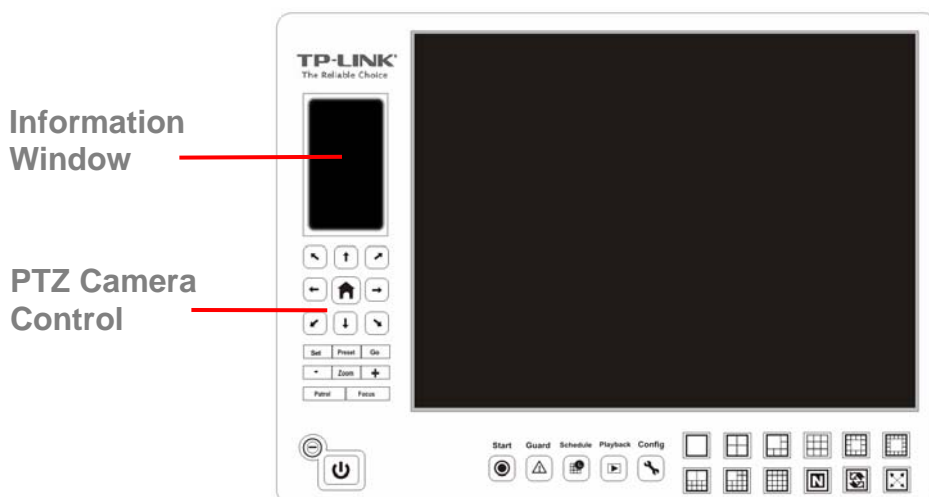 TP-LINK
The Reliable Choice
Information
Window
PTZ Camera
Control
Set Preset Go
- Zoom +
Patrol Focus
Start Guard Schedule Playback Config
N